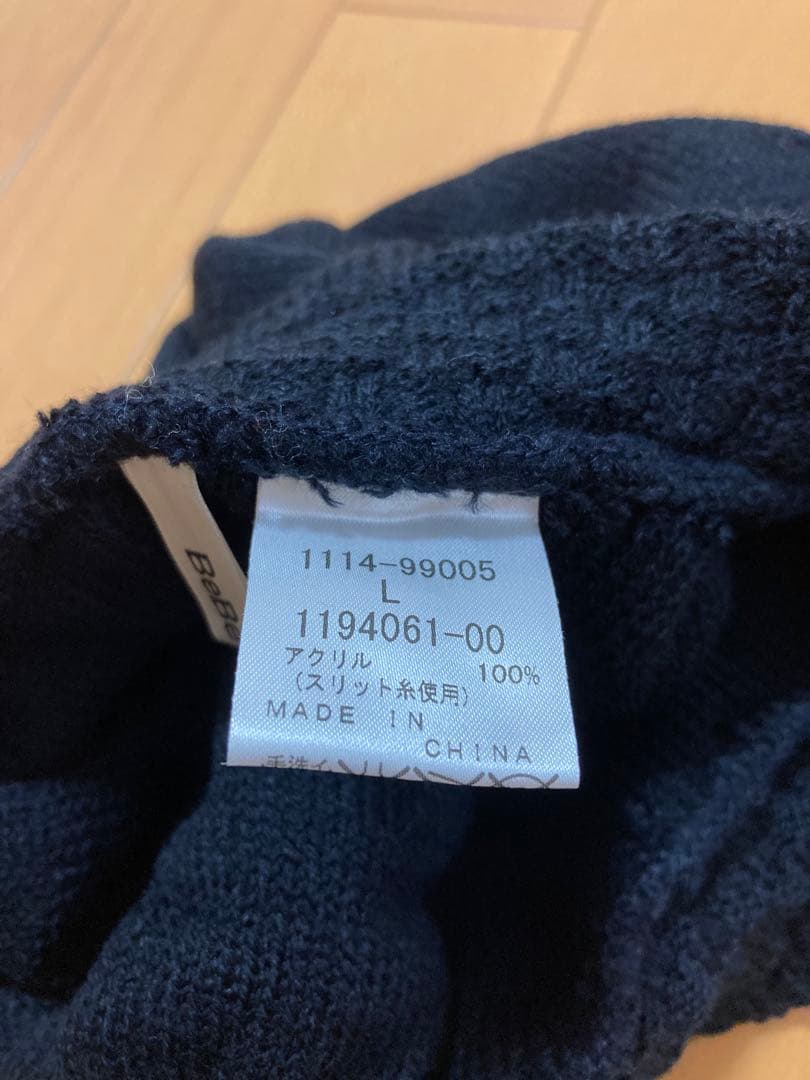 BeBe
1114-99005
L
1194061-00
アクリル 100%
(スリット糸使用)
MADE IN
CHINA